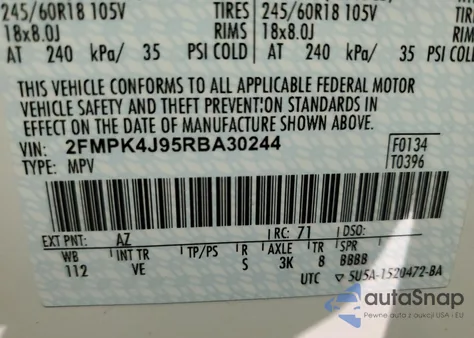 245/60R18 105V TIRES 245/60R18 105V
18x8.0J RIMS 18x8.0J
AT 240 kPa/ 35 PSI COLD AT 240 kPa/ 35 PSI COLD
THIS VEHICLE CONFORMS TO ALL APPLICABLE FEDERAL MOTOR
VEHICLE SAFETY AND THEFT PREVENTION STANDARDS IN
EFFECT ON THE DATE OF MANUFACTURE SHOWN ABOVE.
VIN: 2FMPK4J95RBA30244 F0134
TYPE: MPV T0396
EXT PNT: AZ RC: 71 DSO:
WB INT TR TP/PS R AXLE TR SPR
112 VE S 3K 8 BBBB
UTC 5U5A-1520472-BA
autoSnap
Pewne auta z aukcji USA i EU